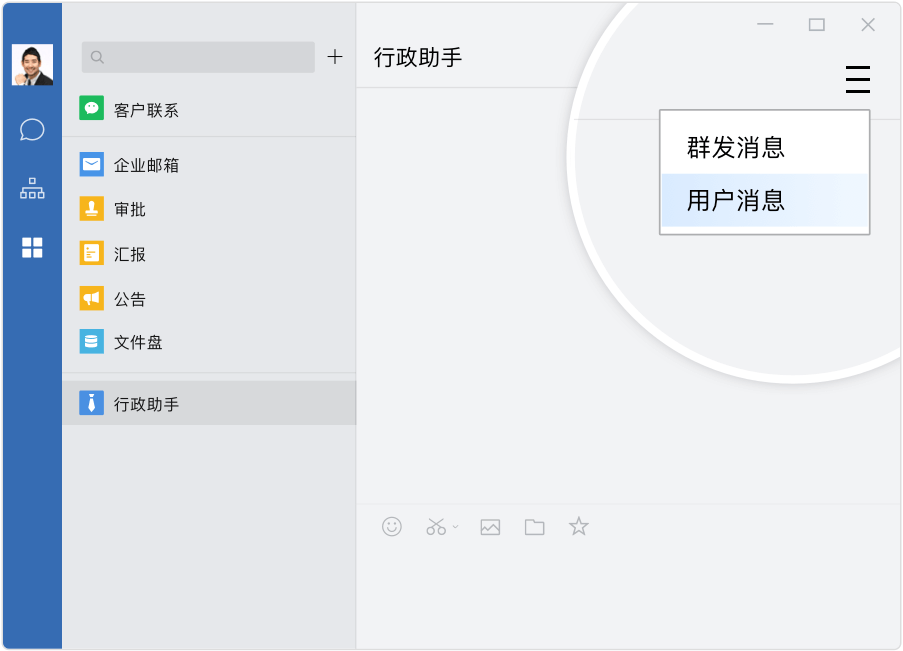 行政助手
客户联系
企业邮箱
审批
汇报
公告
文件盘
行政助手
群发消息
用户消息